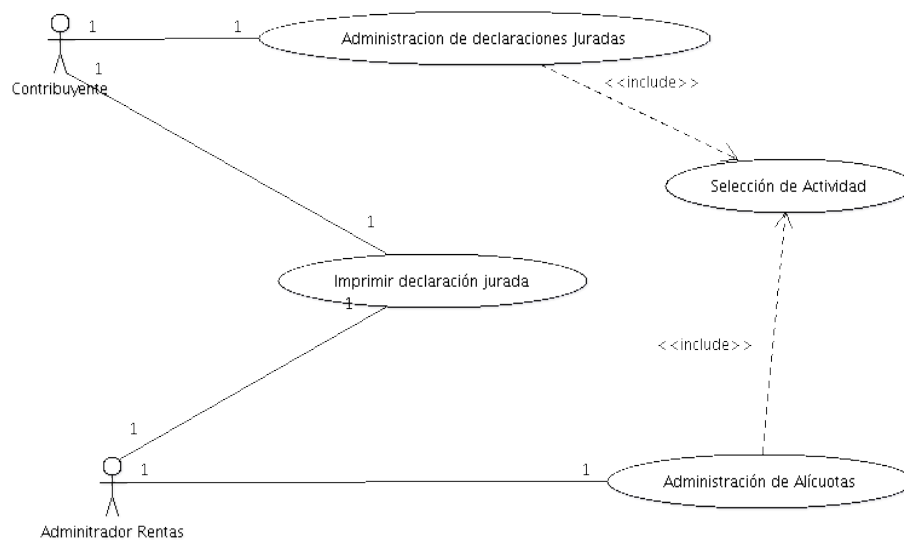 1
1
Administracion de declaraciones Juradas
1
Contribuyente
<<include>>
Selección de Actividad
1
Imprimir declaración jurada
1
<<include>>
1
1
1
Administración de Alícuotas
Adminitrador Rentas